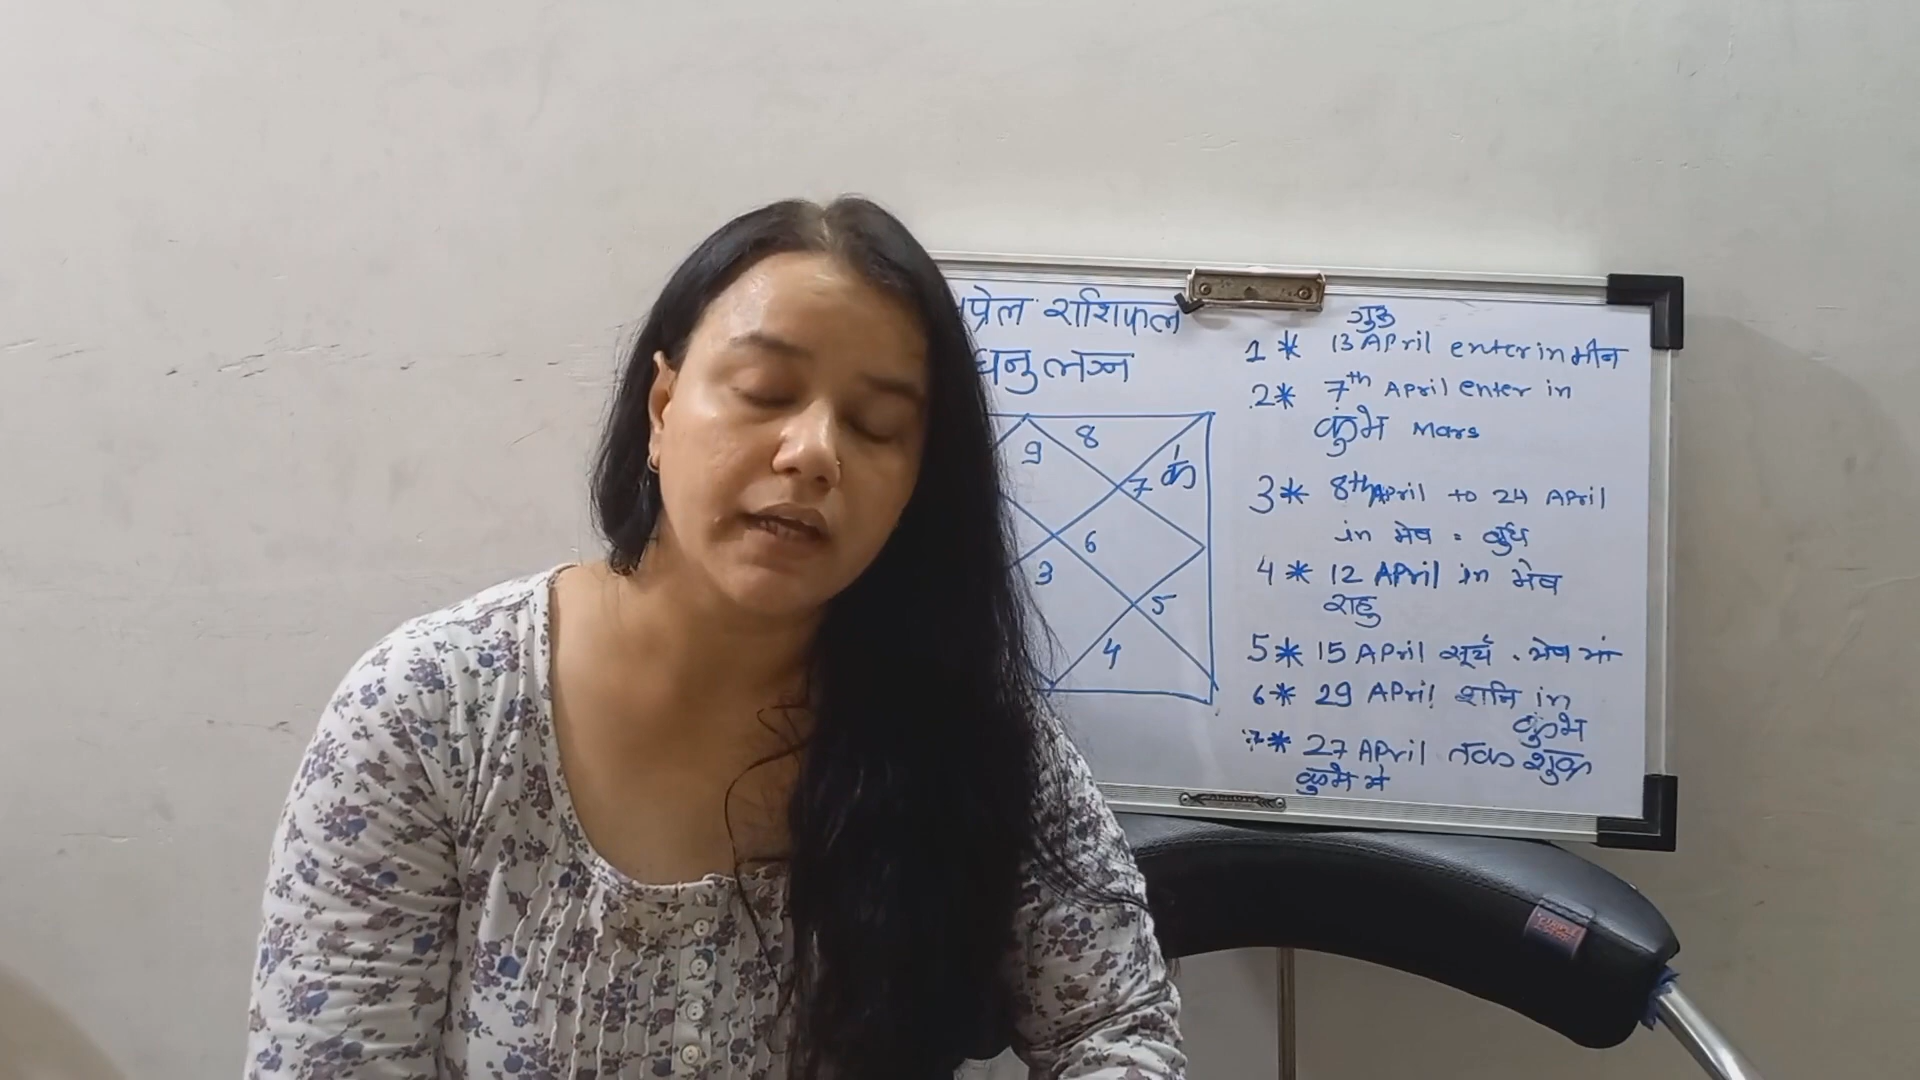 प्रेल राशिफल
धनु लग्न
9
8
7 के
6
3
5
4
गुरु
1* 13 April enter in मीन
2* 7th April enter in
कुंभ Mars
3* 8th April to 24 April
in मेष = बुध
4* 12 April in मेष
राहु
5* 15 April सूर्य . मेष मां
6* 29 April शनि in
कुंभ
7* 27 April तक शुक्र
कुंभ मे